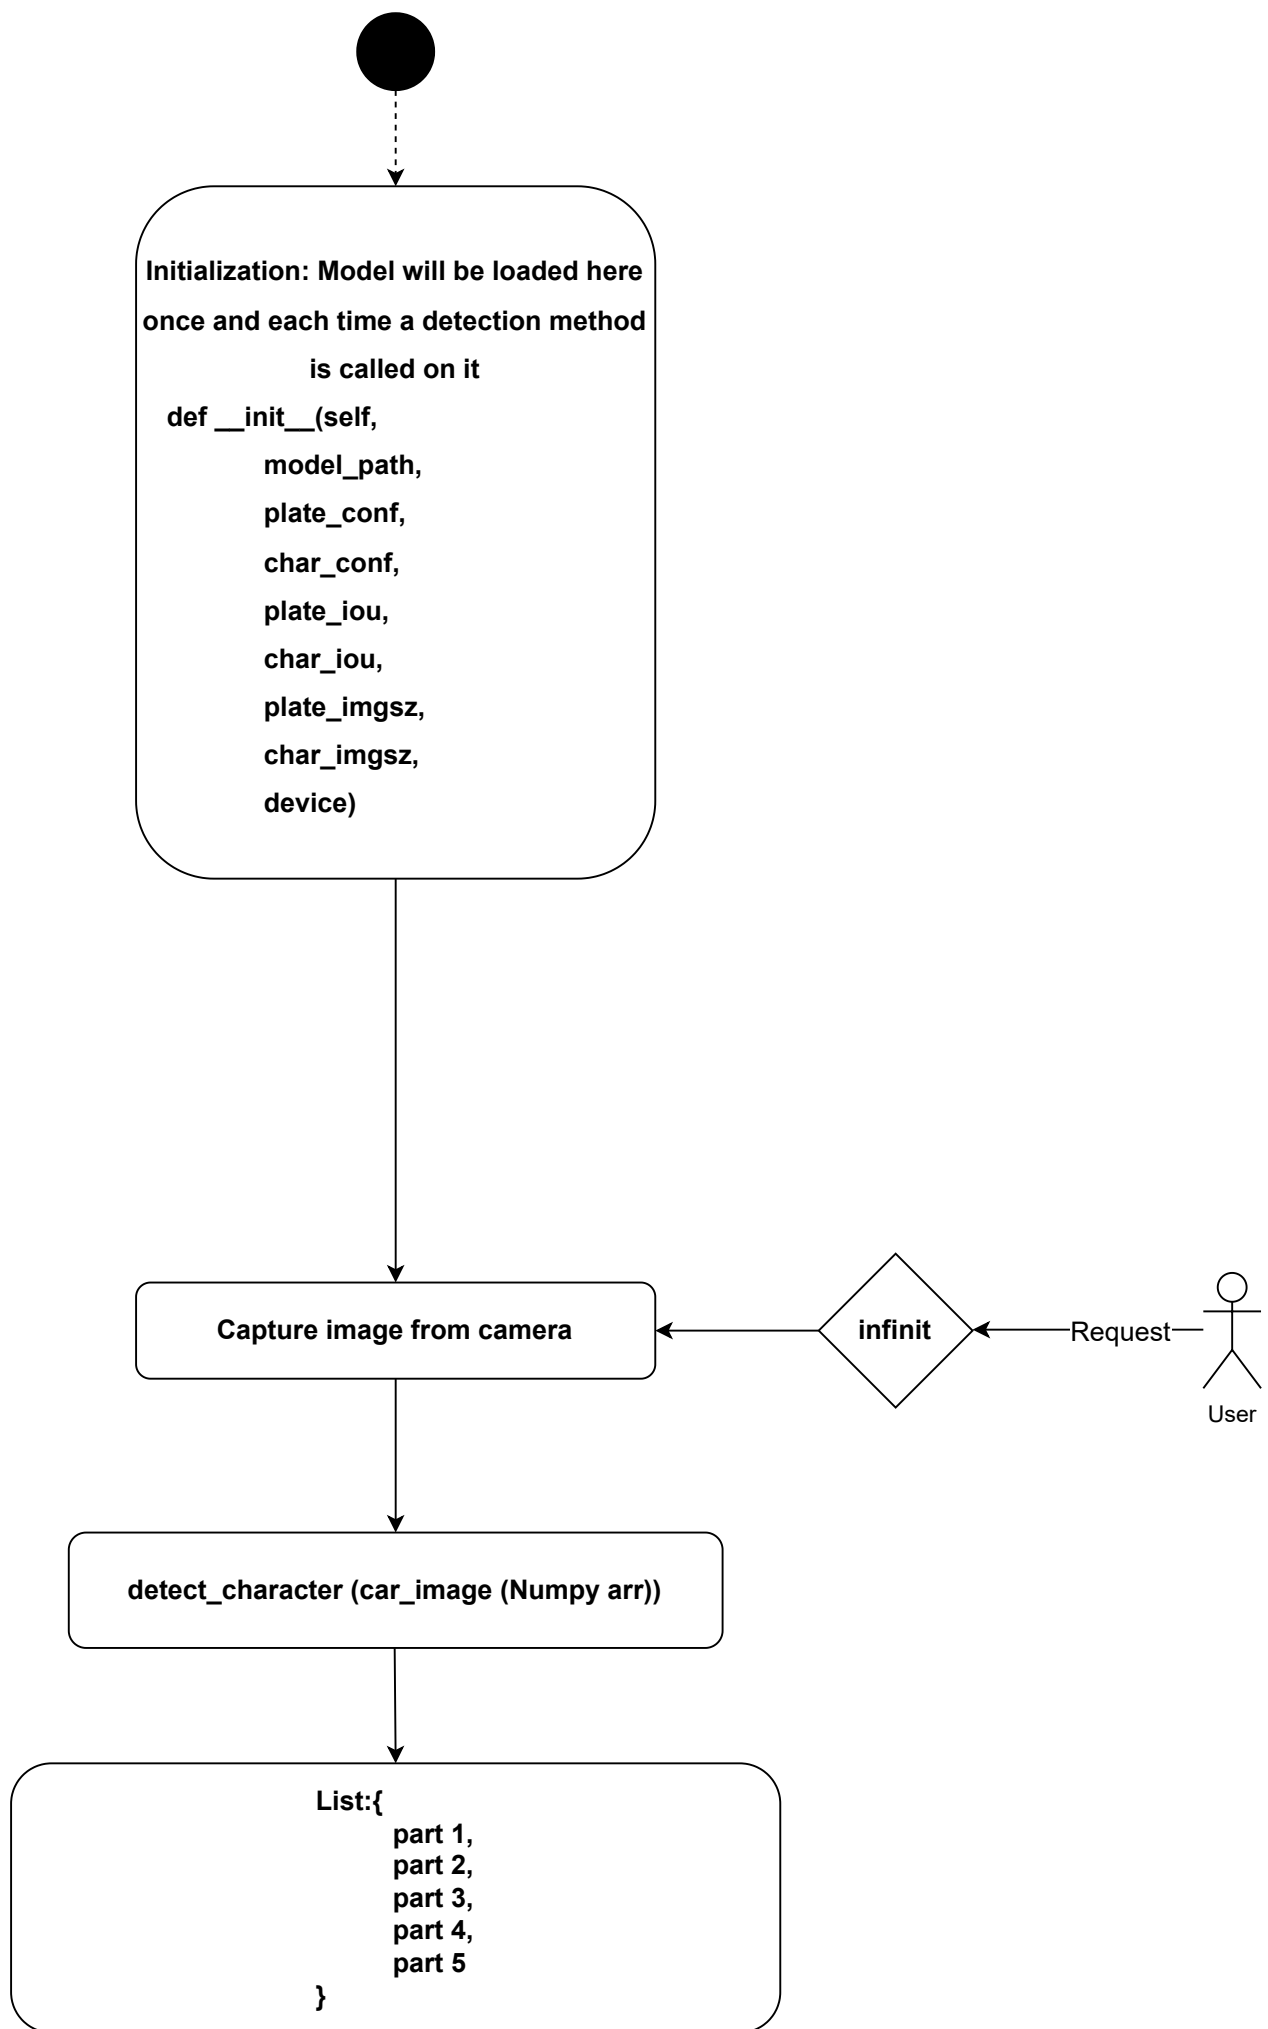 Initialization: Model will be loaded here
once and each time a detection method
is called on it
def __init__(self,
model_path,
plate_conf,
char_conf,
plate_iou,
char_iou,
plate_imgsz,
char_imgsz,
device)
Capture image from camera
infinit
Request
User
detect_character (car_image (Numpy arr))
List:{
part 1,
part 2,
part 3,
part 4,
part 5
}